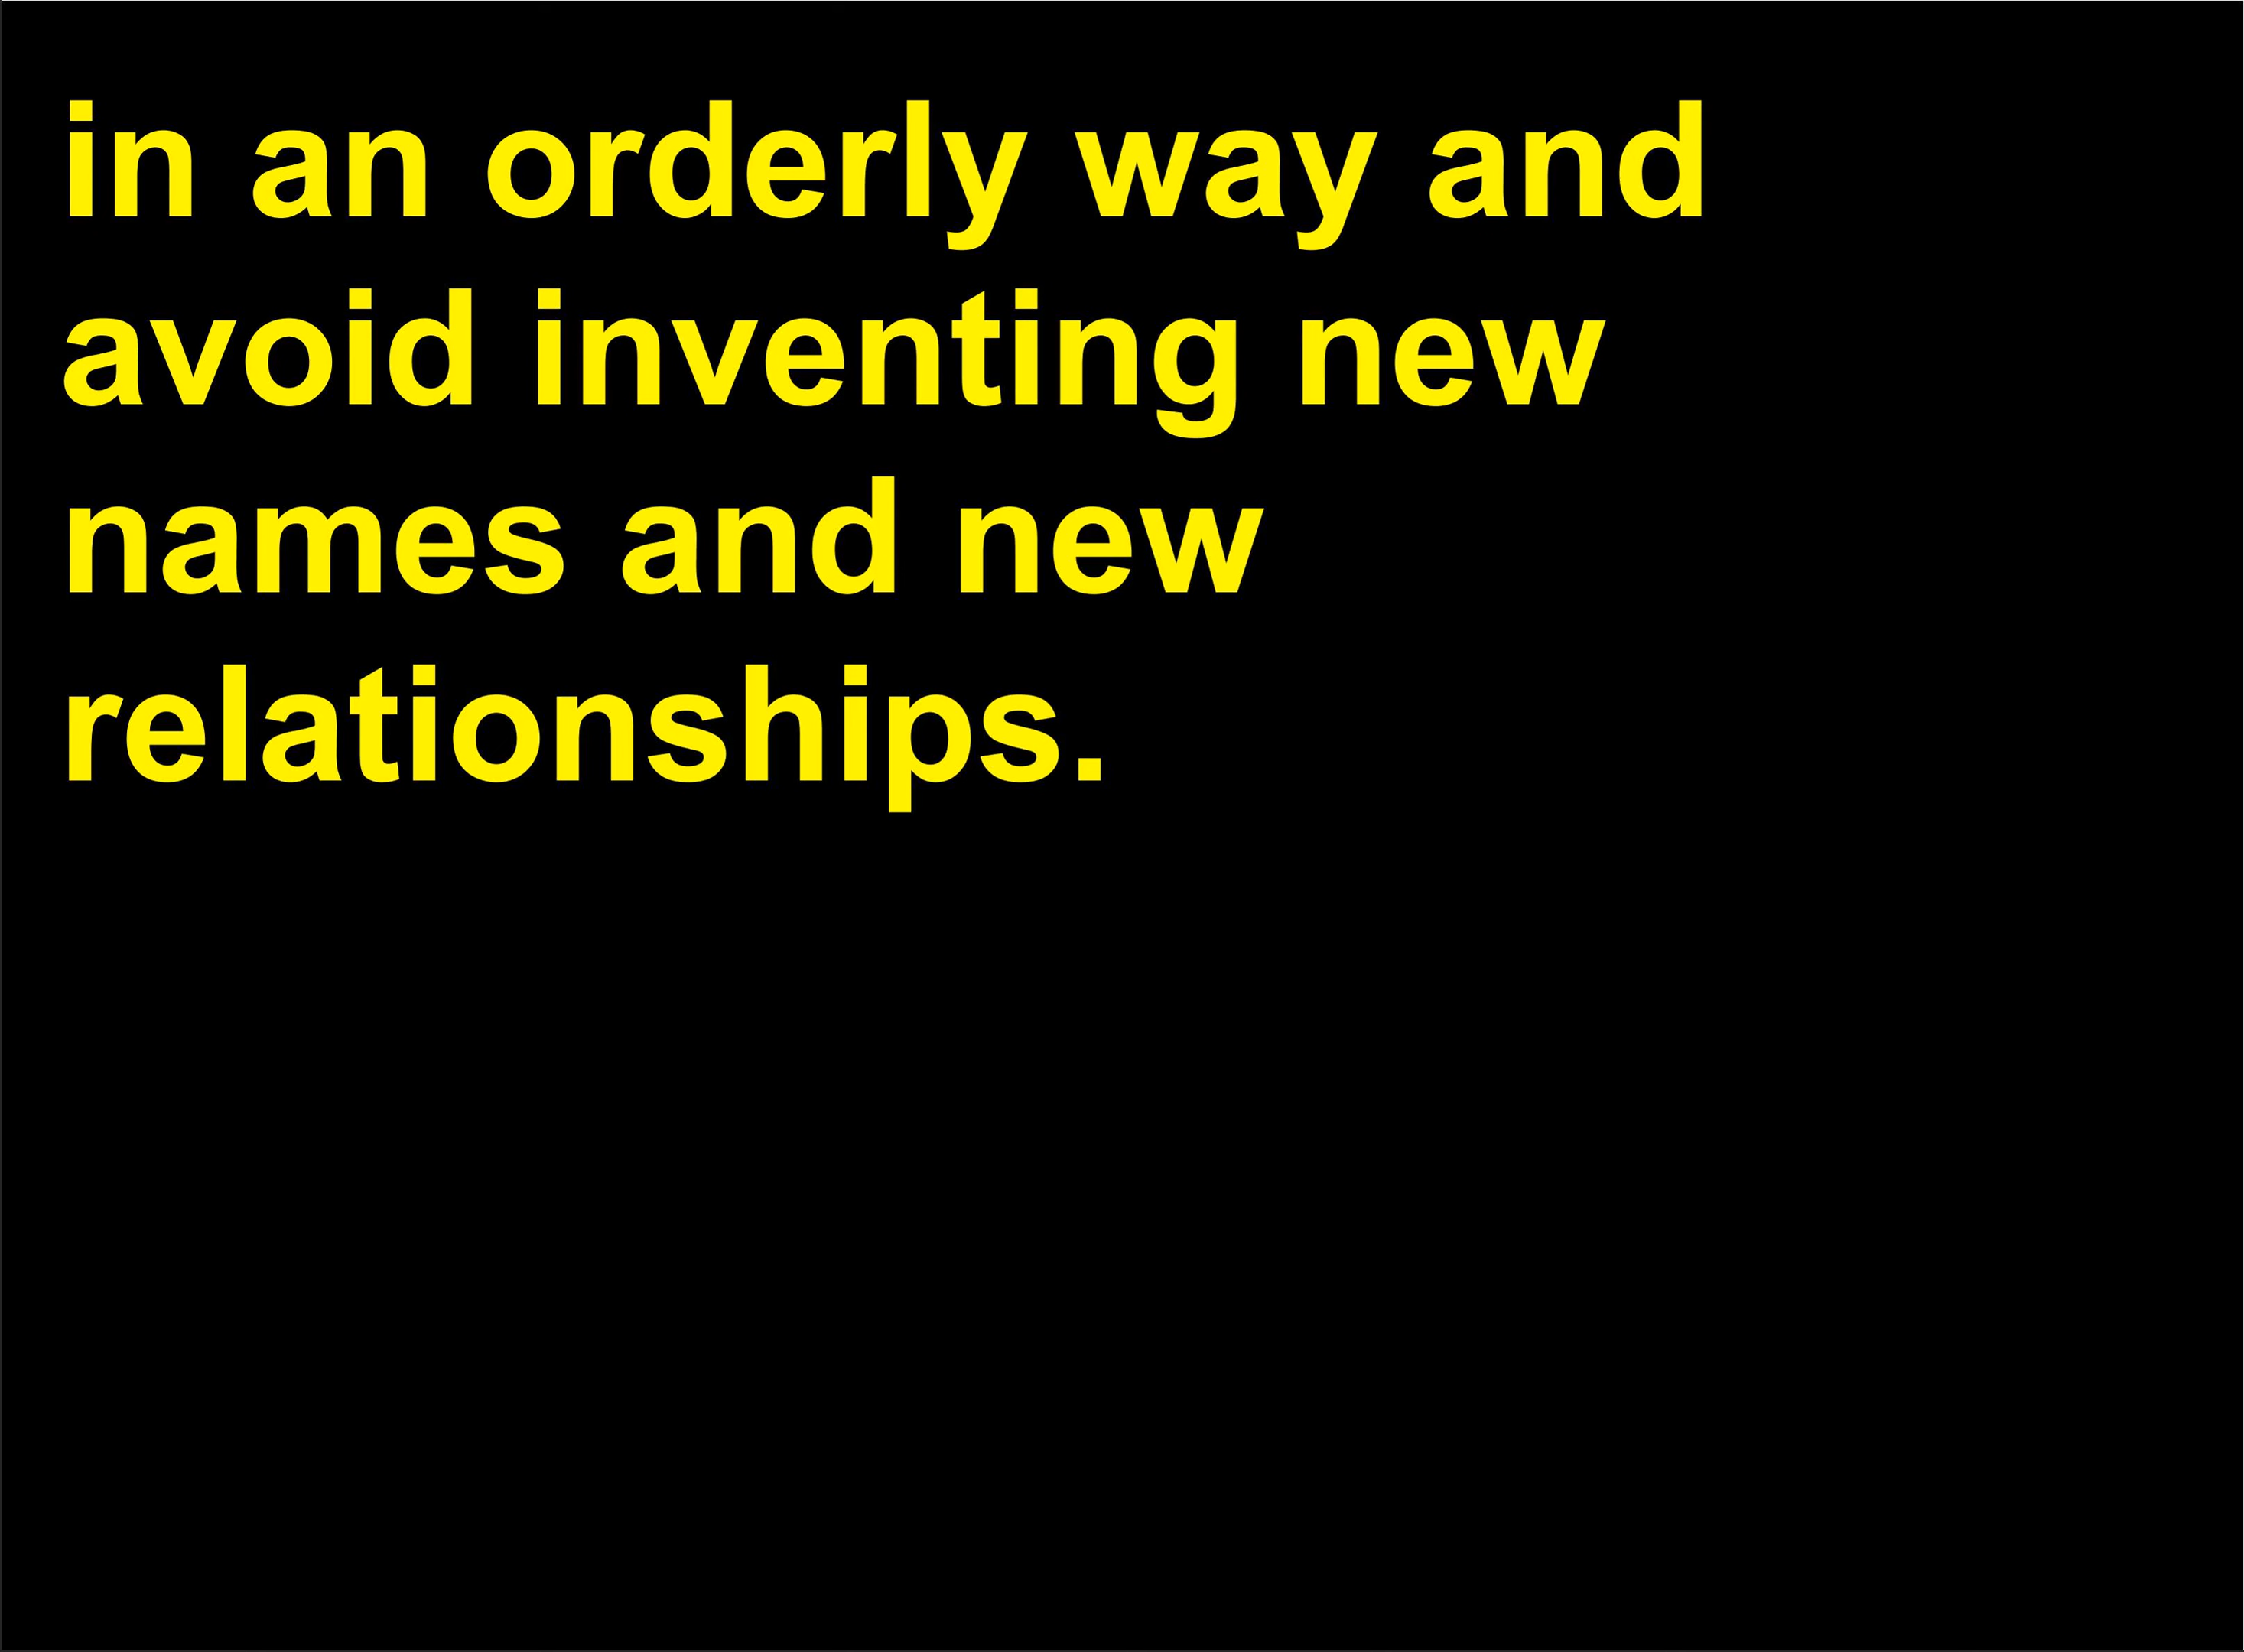 in an orderly way and
avoid inventing new
names and new
relationships.